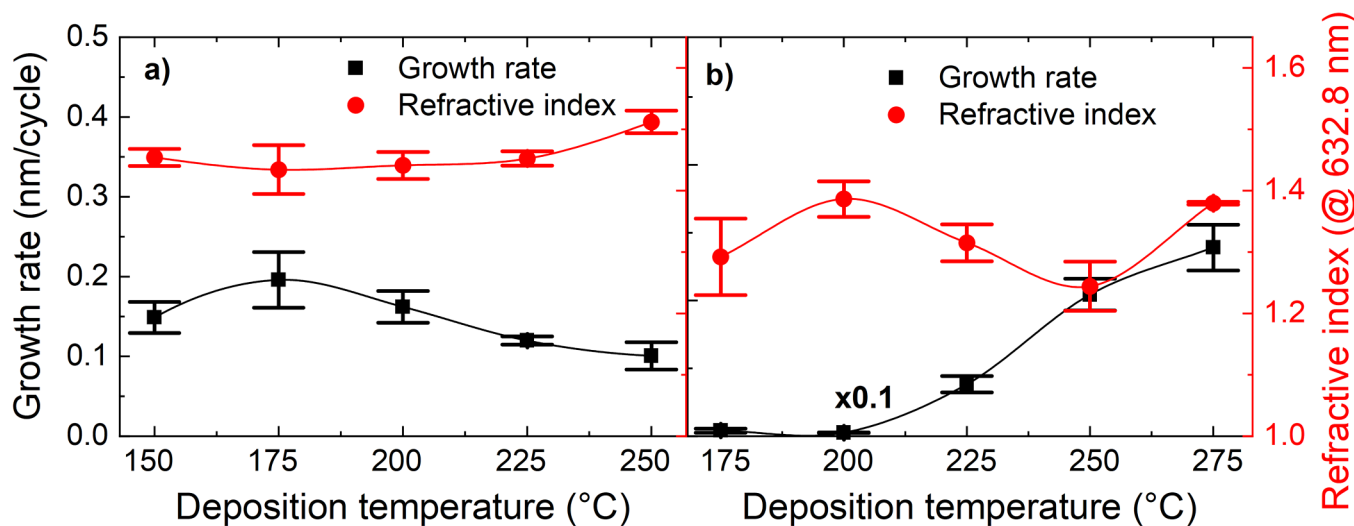 a)
Growth rate
Refractive index
b)
Growth rate
Refractive index
x0.1
Growth rate (nm/cycle)
0.5
0.4
0.3
0.2
0.1
0.0
150 175 200 225 250
Deposition temperature (°C)
175 200 225 250 275
Deposition temperature (°C)
1.6
1.4
1.2
1.0
Refractive index (@ 632.8 nm)